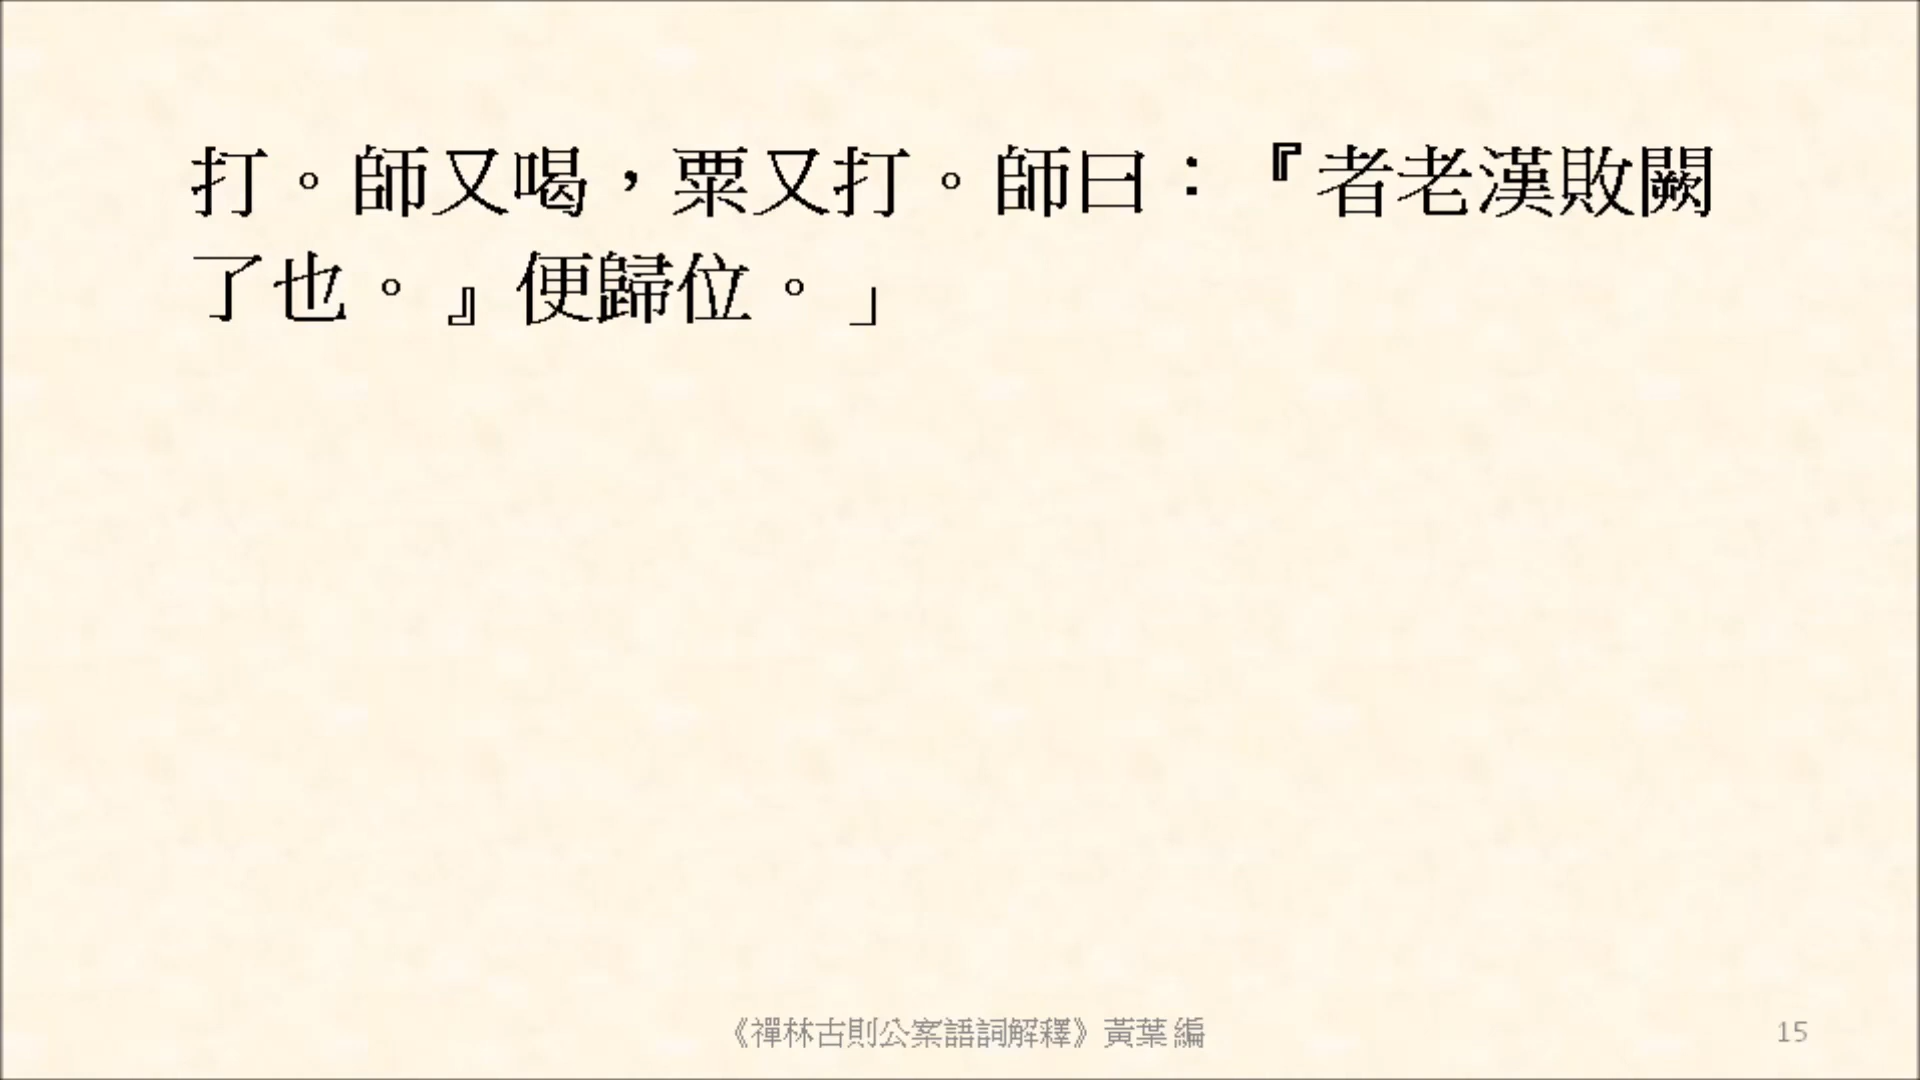 打。師又喝，粟又打。師曰：『者老漢敗闕
了也。』便歸位。」
《禪林古則公案語詞解釋》黃葉 編
15